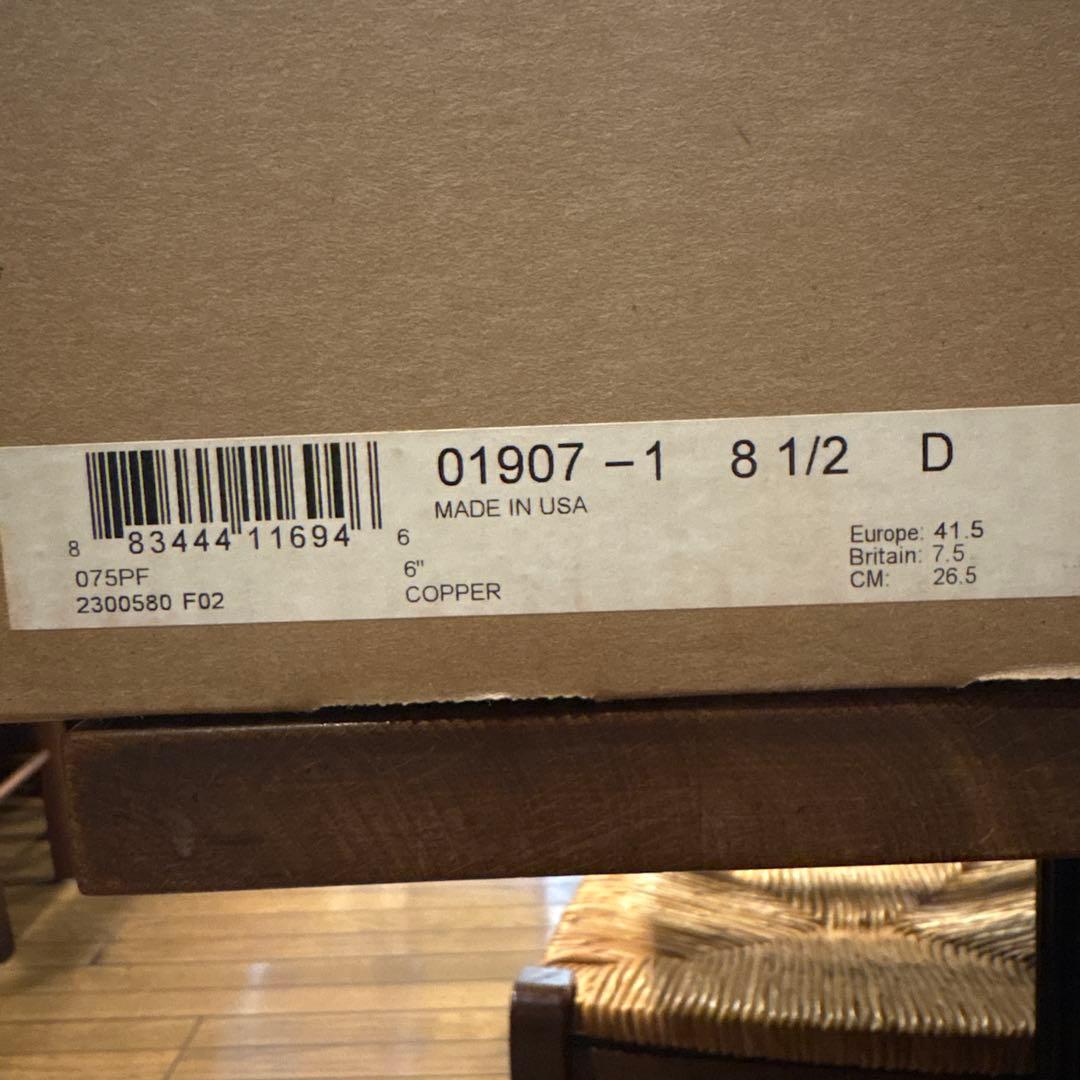 01907 – 1 8 1/2 D
MADE IN USA
8 83444 11694 6
075PF
2300580 F02
6"
COPPER
Europe: 41.5
Britain: 7.5
CM: 26.5